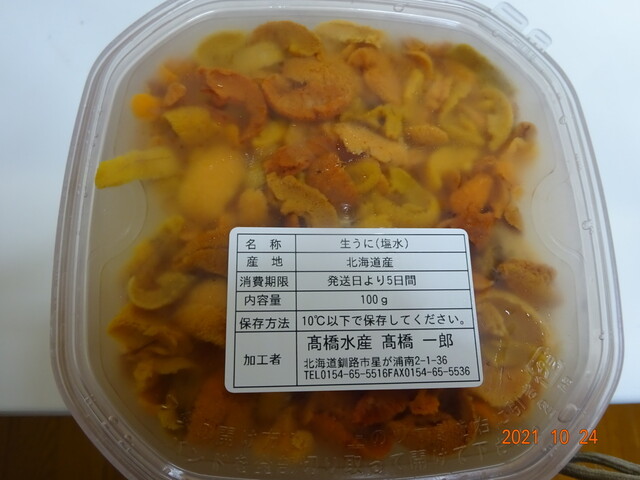 名 称 生うに(塩水)
産 地 北海道産
消費期限 発送日より5日間
内容量 100g
保存方法 10℃以下で保存してください。
加工者 髙橋水産 髙橋 一郎
北海道釧路市星が浦南2-1-36
TEL0154-65-5516FAX0154-65-5536
2021 10 24